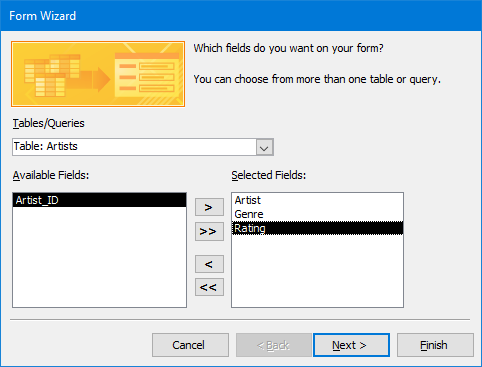 Form Wizard
Which fields do you want on your form?
You can choose from more than one table or query.
Tables/Queries
Table: Artists
Available Fields:
Selected Fields:
Artist_ID
>
>>
<
<<
Artist
Genre
Rating
Cancel
< Back
Next >
Finish